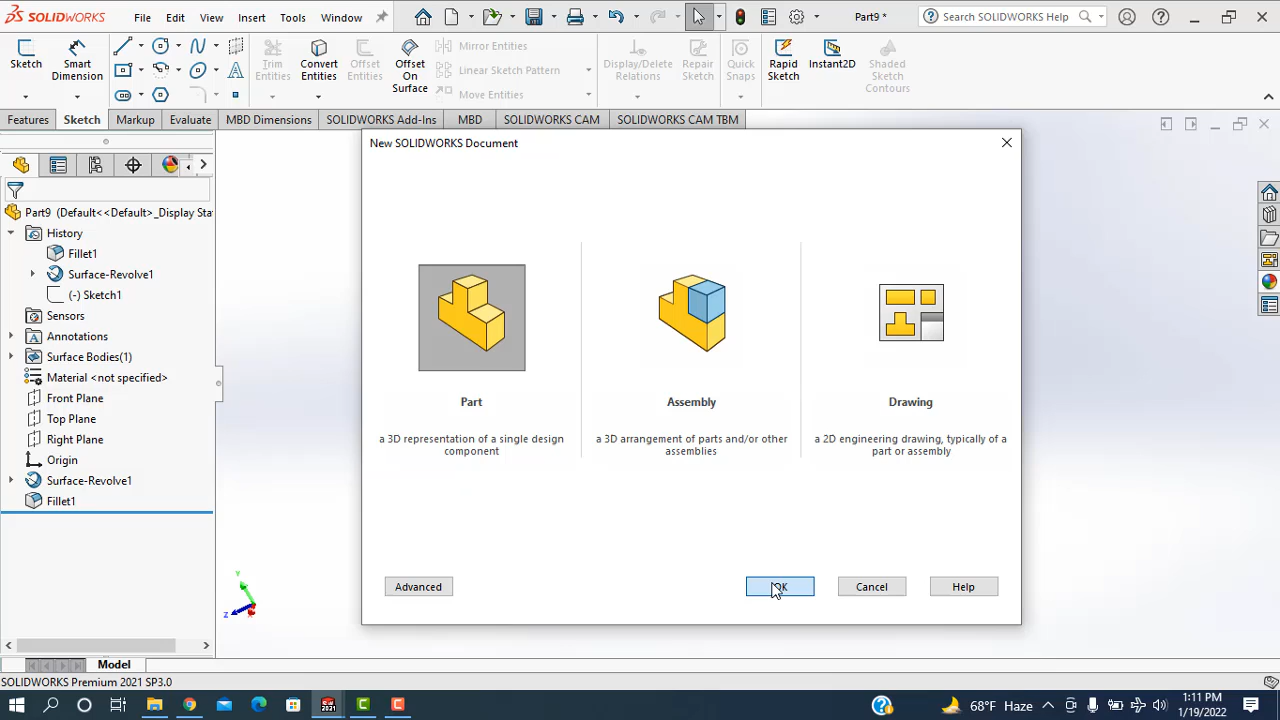 SOLIDWORKS File Edit View Insert Tools Window Part9 * Search SOLIDWORKS Help
Sketch Smart Dimension Trim Entities Convert Entities Offset Entities Offset On Surface Mirror Entities Linear Sketch Pattern Move Entities Display/Delete Relations Repair Sketch Quick Snaps Rapid Sketch Instant2D Shaded Sketch Contours
Features Sketch Markup Evaluate MBD Dimensions SOLIDWORKS Add-Ins MBD SOLIDWORKS CAM SOLIDWORKS CAM TBM
New SOLIDWORKS Document
Part9 (Default<<Default>_Display Sta
History
Fillet1
Surface-Revolve1
(-) Sketch1
Sensors
Annotations
Surface Bodies(1)
Material <not specified>
Front Plane
Top Plane
Right Plane
Origin
Surface-Revolve1
Fillet1
Part
a 3D representation of a single design
component
Assembly
a 3D arrangement of parts and/or other
assemblies
Drawing
a 2D engineering drawing, typically of a
part or assembly
Advanced OK Cancel Help
Y
Z
Model
SOLIDWORKS Premium 2021 SP3.0
SW
2021
68°F Haze
1:11 PM
1/19/2022